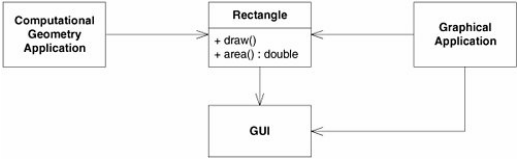 Computational
Geometry
Application
Rectangle
+ draw()
+ area() : double
Graphical
Application
GUI